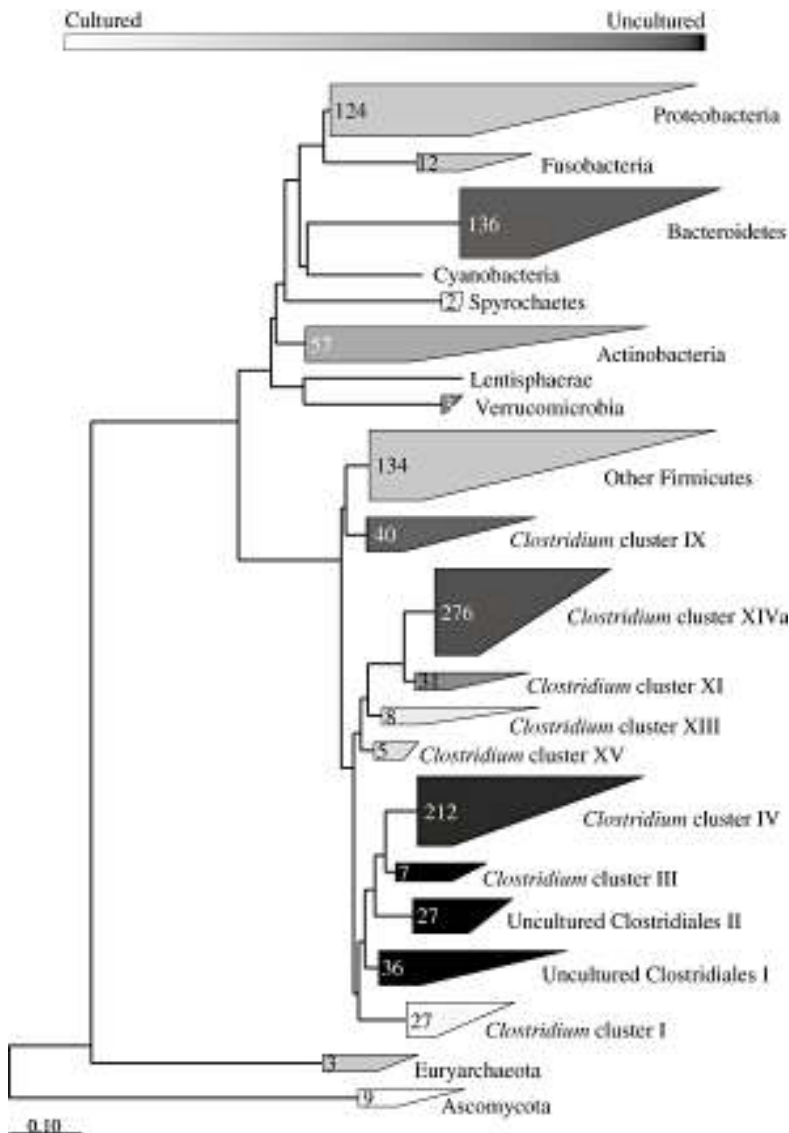 Cultured Uncultured
124 Proteobacteria
12 Fusobacteria
136 Bacteroidetes
Cyanobacteria
2 Spyrochaetes
57 Actinobacteria
Lentisphaerae
Verrucomicrobia
134 Other Firmicutes
40 Clostridium cluster IX
276 Clostridium cluster XIVa
31 Clostridium cluster XI
8 Clostridium cluster XIII
5 Clostridium cluster XV
212 Clostridium cluster IV
7 Clostridium cluster III
27 Uncultured Clostridiales II
36 Uncultured Clostridiales I
27 Clostridium cluster I
3 Euryarchaeota
9 Ascomycota
0.10